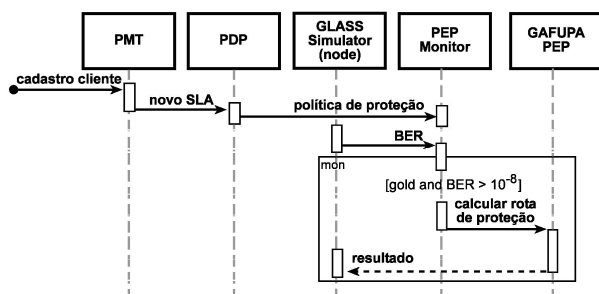 PMT
PDP
GLASS
Simulator
(node)
PEP
Monitor
GAFUPA
PEP
cadastro cliente
novo SLA
política de proteção
BER
mon
[gold and BER > 10⁻⁸]
calcular rota
de proteção
resultado